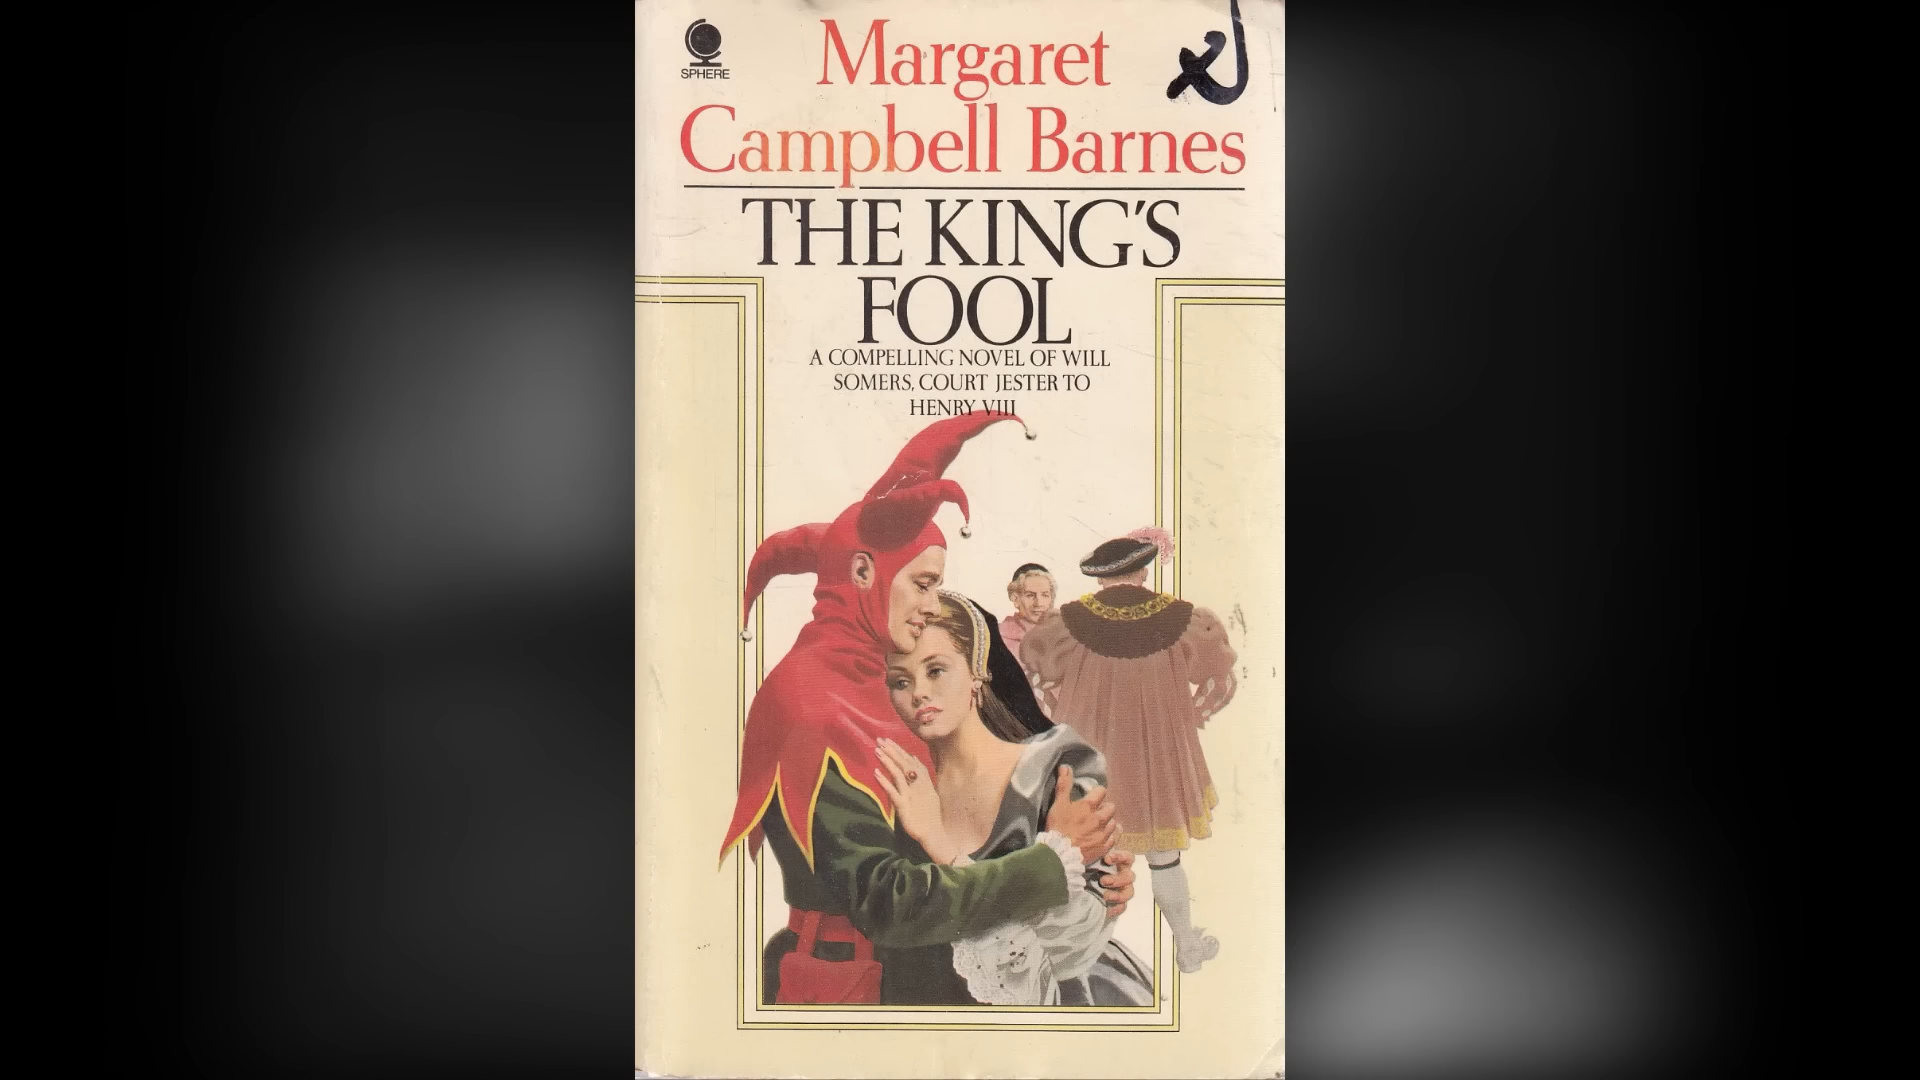 SPHERE
Margaret
Campbell Barnes
THE KING'S
FOOL
A COMPELLING NOVEL OF WILL
SOMERS, COURT JESTER TO
HENRY VIII